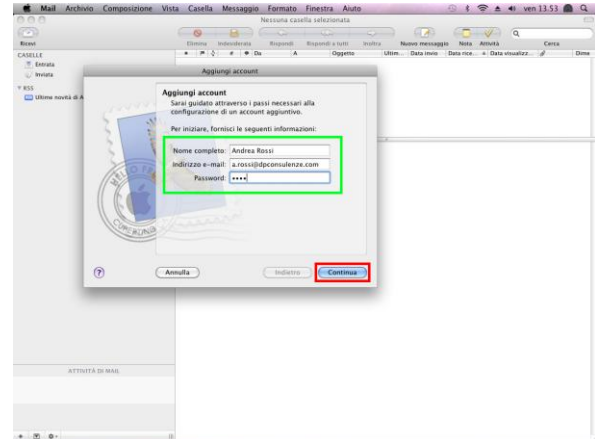 Mail Archivio Composizione Vista Casella Messaggio Formato Finestra Aiuto ven 13.53
Nessuna casella selezionata
Ricevi Elimina Indesiderata Rispondi Rispondi a tutti Inoltra Nuovo messaggio Nota Attività Cerca
CASELLE
Da A Oggetto Ultim... Data invio Data rice... Data visualizz... Dime
Entrata
Inviata
RSS
Ultime novità di A
Aggiungi account
Aggiungi account
Sarai guidato attraverso i passi necessari alla
configurazione di un account aggiuntivo.
Per iniziare, fornisci le seguenti informazioni:
Nome completo: Andrea Rossi
Indirizzo e-mail: a.rossi@dpconsulenze.com
Password: ••••
HELLO FROM
CUPERTINO
? Annulla Indietro Continua
ATTIVITÀ DI MAIL